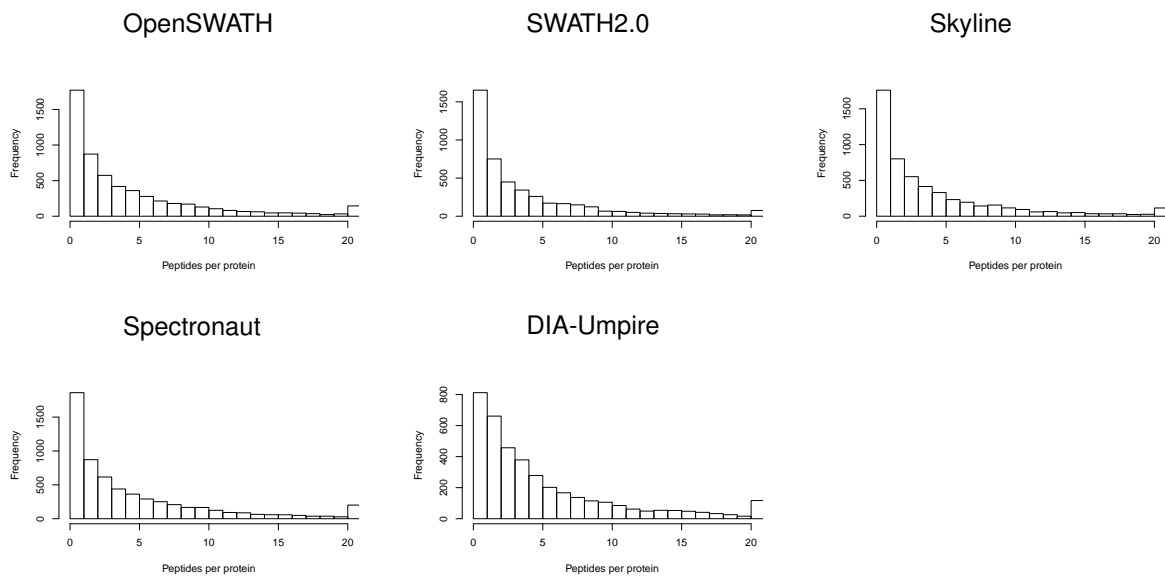 OpenSWATH
Frequency
0 500 1000 1500
0 5 10 15 20
Peptides per protein
SWATH2.0
Frequency
0 500 1000 1500
0 5 10 15 20
Peptides per protein
Skyline
Frequency
0 500 1000 1500
0 5 10 15 20
Peptides per protein
Spectronaut
Frequency
0 500 1000 1500
0 5 10 15 20
Peptides per protein
DIA-Umpire
Frequency
0 200 400 600 800
0 5 10 15 20
Peptides per protein